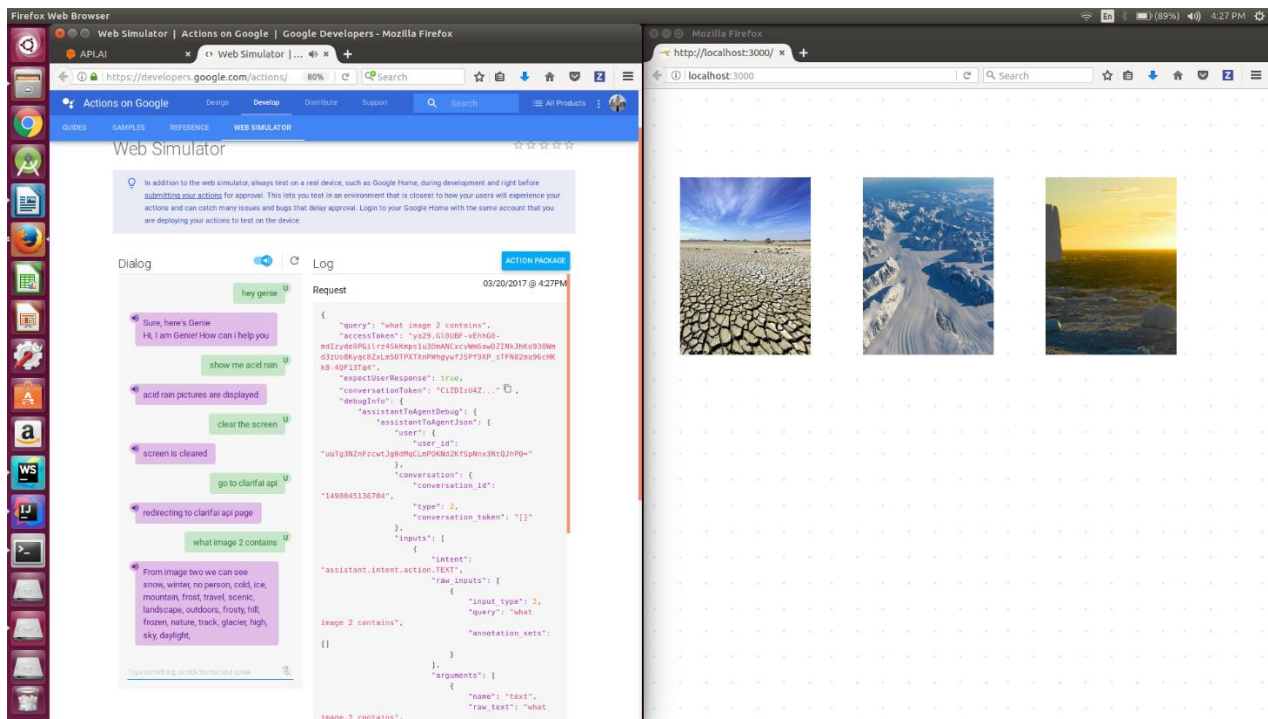 Firefox Web Browser
En
(89%)
4:27 PM
Web Simulator | Actions on Google | Google Developers - Mozilla Firefox
API.AI
Web Simulator | ...
https://developers.google.com/actions/
80%
Search
Actions on Google
Design
Develop
Distribute
Support
Search
All Products
GUIDES
SAMPLES
REFERENCE
WEB SIMULATOR
Web Simulator
In addition to the web simulator, always test on a real device, such as Google Home, during development and right before
submitting your actions for approval. This lets you test in an environment that is closest to how your users will experience your
actions and can catch many issues and bugs that delay approval. Login to your Google Home with the same account that you
are deploying your actions to test on the device.
Dialog
hey genie
U
Sure, here's Genie
Hi, I am Genie! How can i help you
show me acid rain
U
acid rain pictures are displayed
clear the screen
U
screen is cleared
go to clarifai api
U
redirecting to clarifai api page
what image 2 contains
U
From image two we can see
snow, winter, no person, cold, ice,
mountain, frost, travel, scenic,
landscape, outdoors, frosty, hill,
frozen, nature, track, glacier, high,
sky, daylight,
Type something, or click the mic and speak
Log
ACTION PACKAGE
Request
03/20/2017 @ 4:27PM
{
"query": "what image 2 contains",
"accessToken":
"expectUserResponse": true,
"conversationToken": "CiZDIzU4Z..." ,
"debugInfo": {
"assistantToAgentDebug": {
"assistantToAgentJson": {
"user": {
"user_id":
},
"conversation": {
"conversation_id":
"1490045136704",
"type": 2,
"conversation_token": "[]"
},
"inputs": [
{
"intent":
"assistant.intent.action.TEXT",
"raw_inputs": [
{
"input_type": 2,
"query": "what
image 2 contains",
"annotation_sets":
[]
}
],
"arguments": [
{
"name": "text",
"raw_text": "what
image 2 contains",
Mozilla Firefox
http://localhost:3000/
localhost:3000
Search